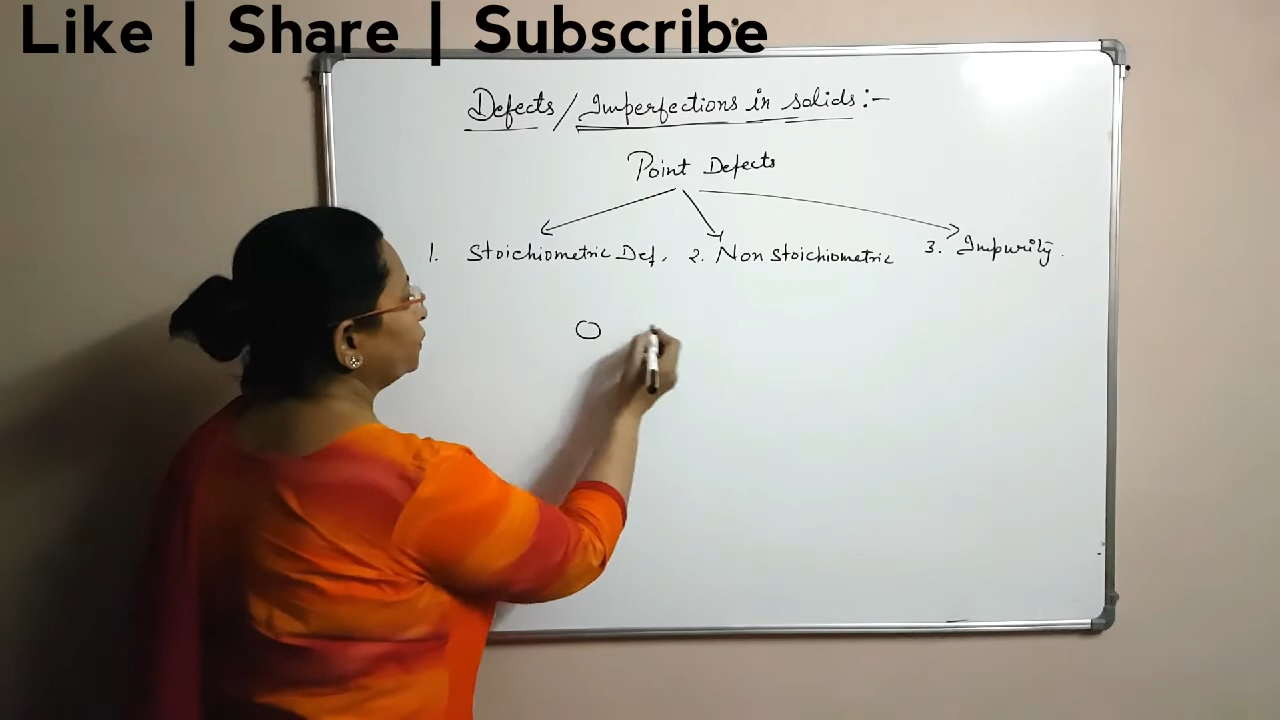 Like | Share | Subscribe
Defects / Imperfections in solids :-
Point Defects
1. Stoichiometric Def. 2. Non Stoichiometric 3. Impurity.